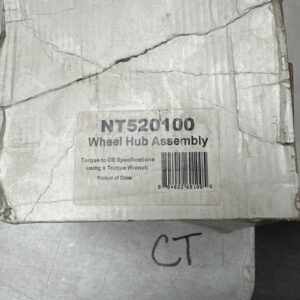 NT520100
Wheel Hub Assembly
Torque to OE Specifications
using a Torque Wrench
Product of China
CT